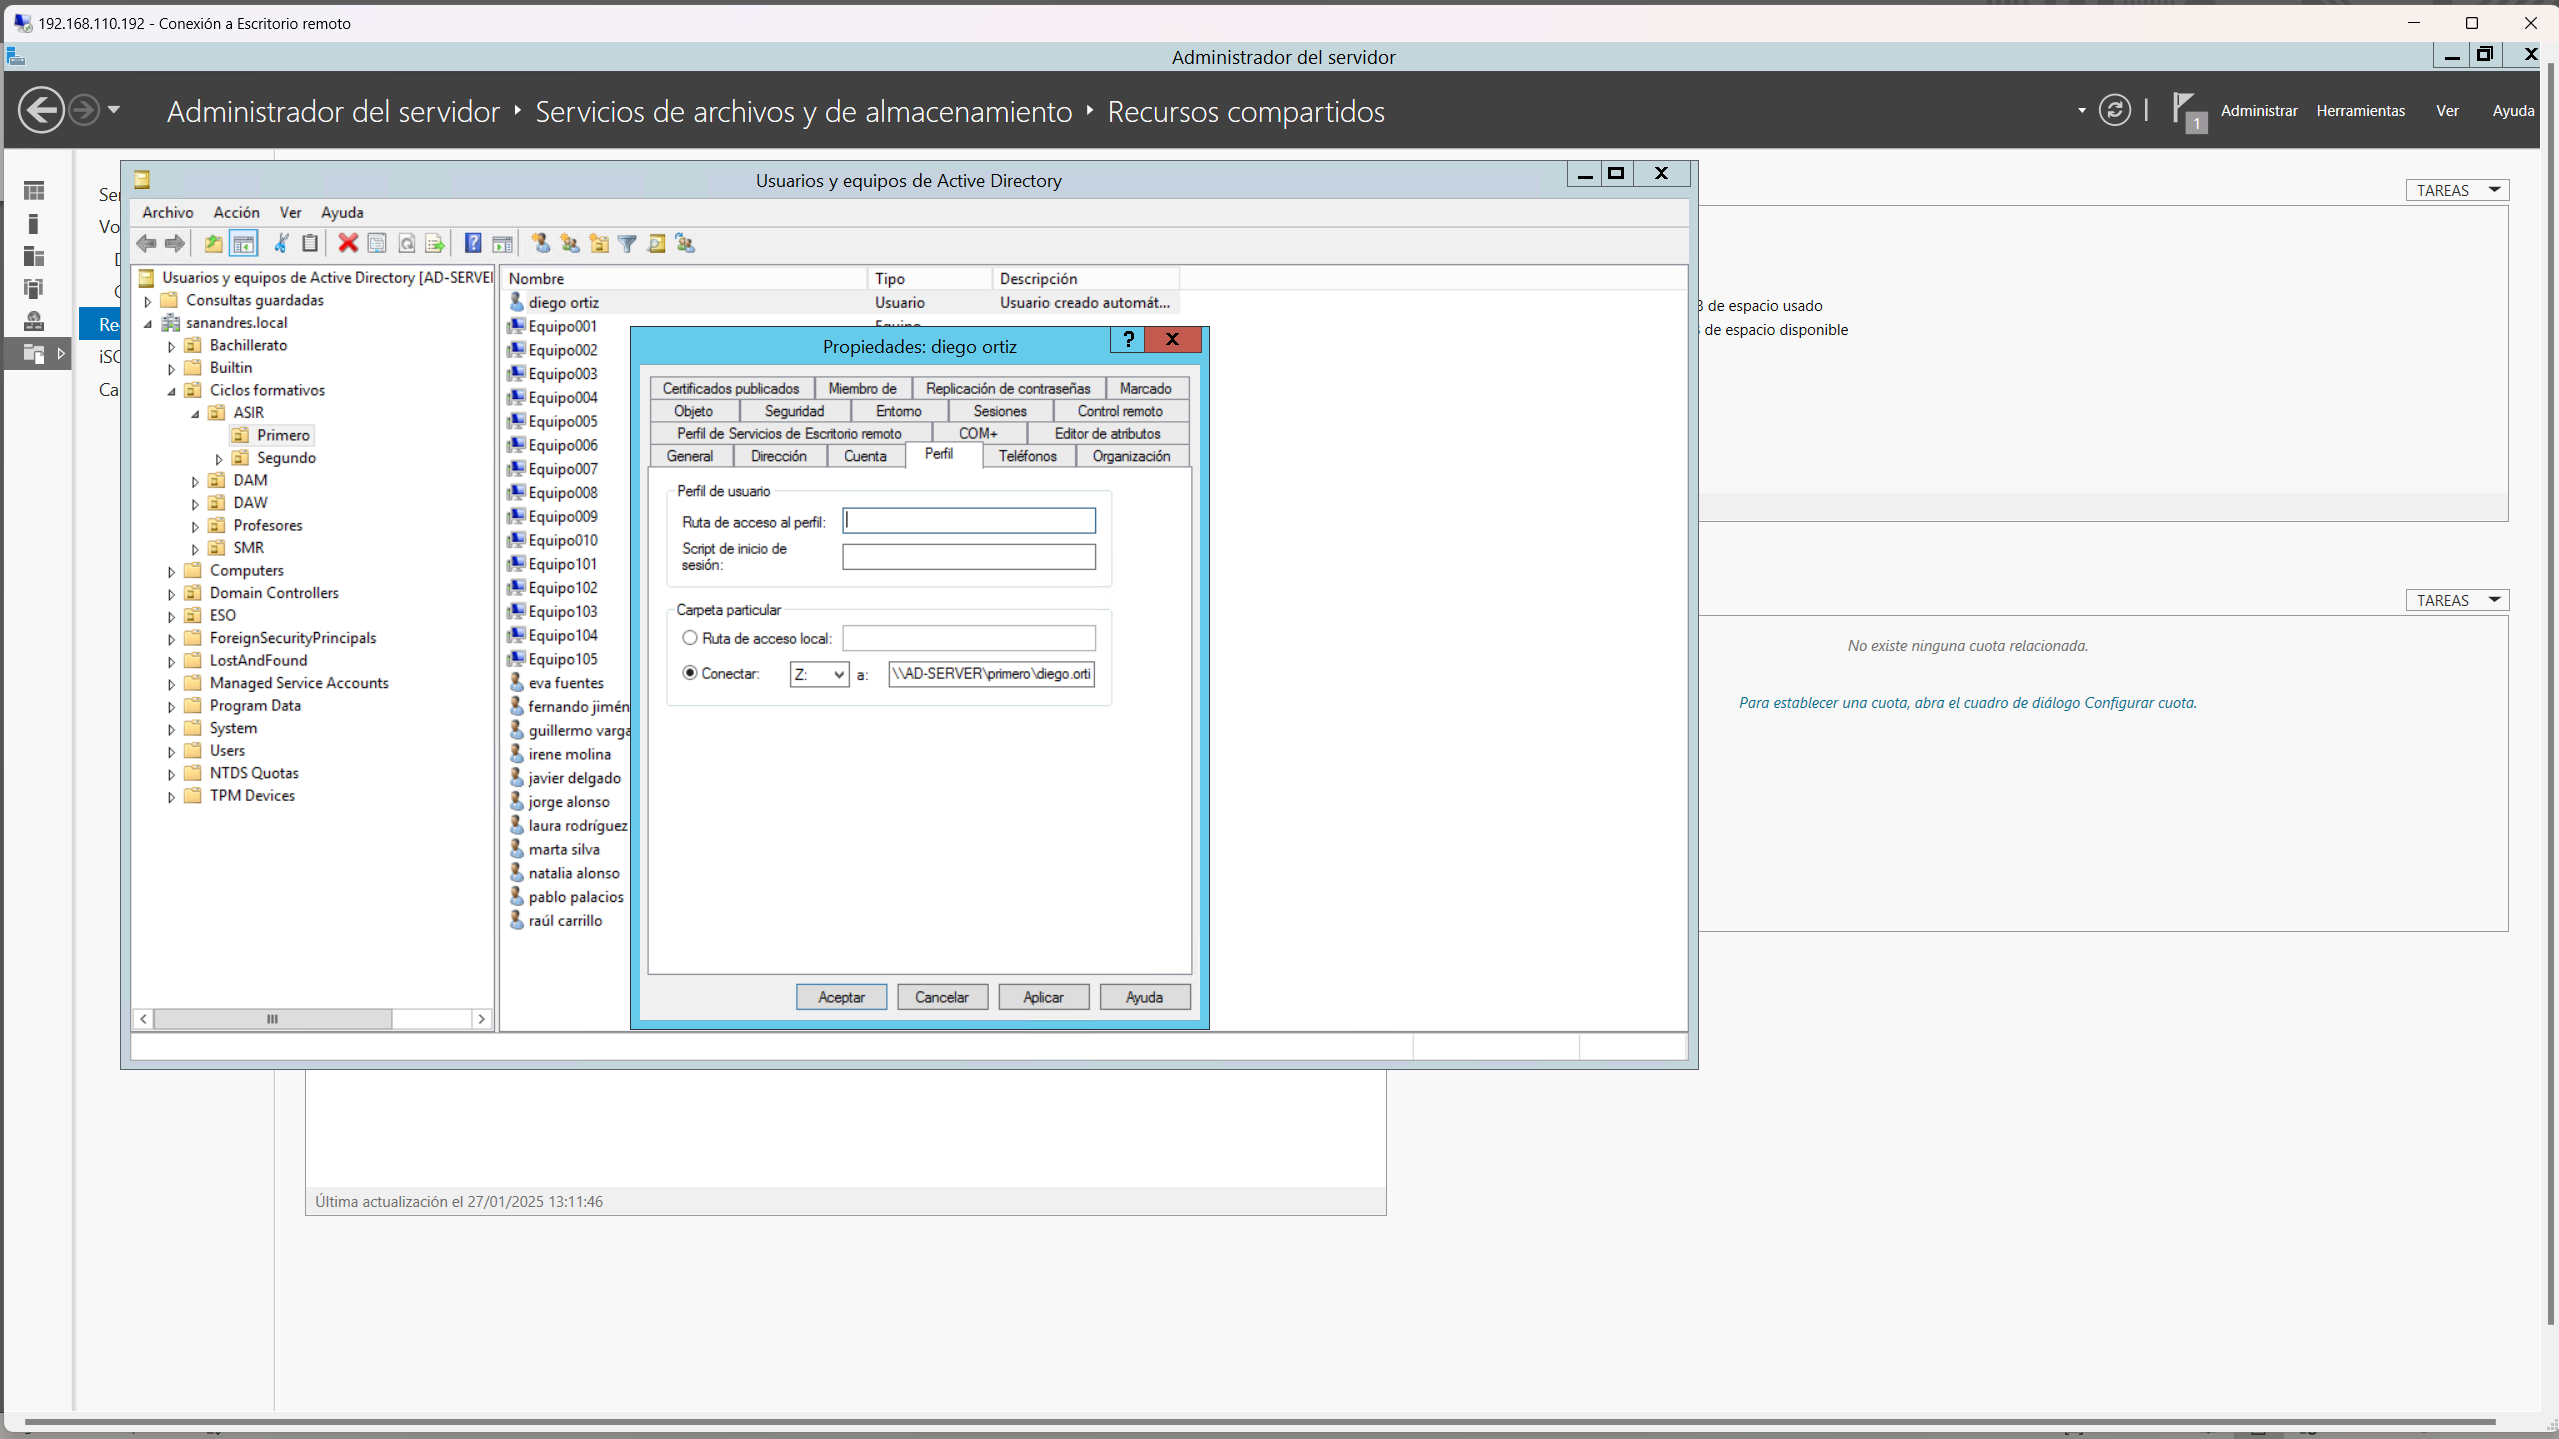 192.168.110.192 - Conexión a Escritorio remoto
Administrador del servidor
Administrador del servidor ‣ Servicios de archivos y de almacenamiento ‣ Recursos compartidos
1
Administrar Herramientas Ver Ayuda
TAREAS
Usuarios y equipos de Active Directory
Archivo Acción Ver Ayuda
Usuarios y equipos de Active Directory [AD-SERVE
Consultas guardadas
sanandres.local
Bachillerato
Builtin
Ciclos formativos
ASIR
Primero
Segundo
DAM
DAW
Profesores
SMR
Computers
Domain Controllers
ESO
ForeignSecurityPrincipals
LostAndFound
Managed Service Accounts
Program Data
System
Users
NTDS Quotas
TPM Devices
Nombre Tipo Descripción
diego ortiz Usuario Usuario creado automát...
Equipo001
Equipo002
Equipo003
Equipo004
Equipo005
Equipo006
Equipo007
Equipo008
Equipo009
Equipo010
Equipo101
Equipo102
Equipo103
Equipo104
Equipo105
eva fuentes
fernando jimén
guillermo varga
irene molina
javier delgado
jorge alonso
laura rodríguez
marta silva
natalia alonso
pablo palacios
raúl carrillo
Propiedades: diego ortiz
Certificados publicados Miembro de Replicación de contraseñas Marcado
Objeto Seguridad Entorno Sesiones Control remoto
Perfil de Servicios de Escritorio remoto COM+ Editor de atributos
General Dirección Cuenta Perfil Teléfonos Organización
Perfil de usuario
Ruta de acceso al perfil:
Script de inicio de
sesión:
Carpeta particular
Ruta de acceso local:
Conectar: Z: a: \\AD-SERVER\primero\diego.orti
Aceptar Cancelar Aplicar Ayuda
de espacio usado
de espacio disponible
TAREAS
No existe ninguna cuota relacionada.
Para establecer una cuota, abra el cuadro de diálogo Configurar cuota.
Última actualización el 27/01/2025 13:11:46